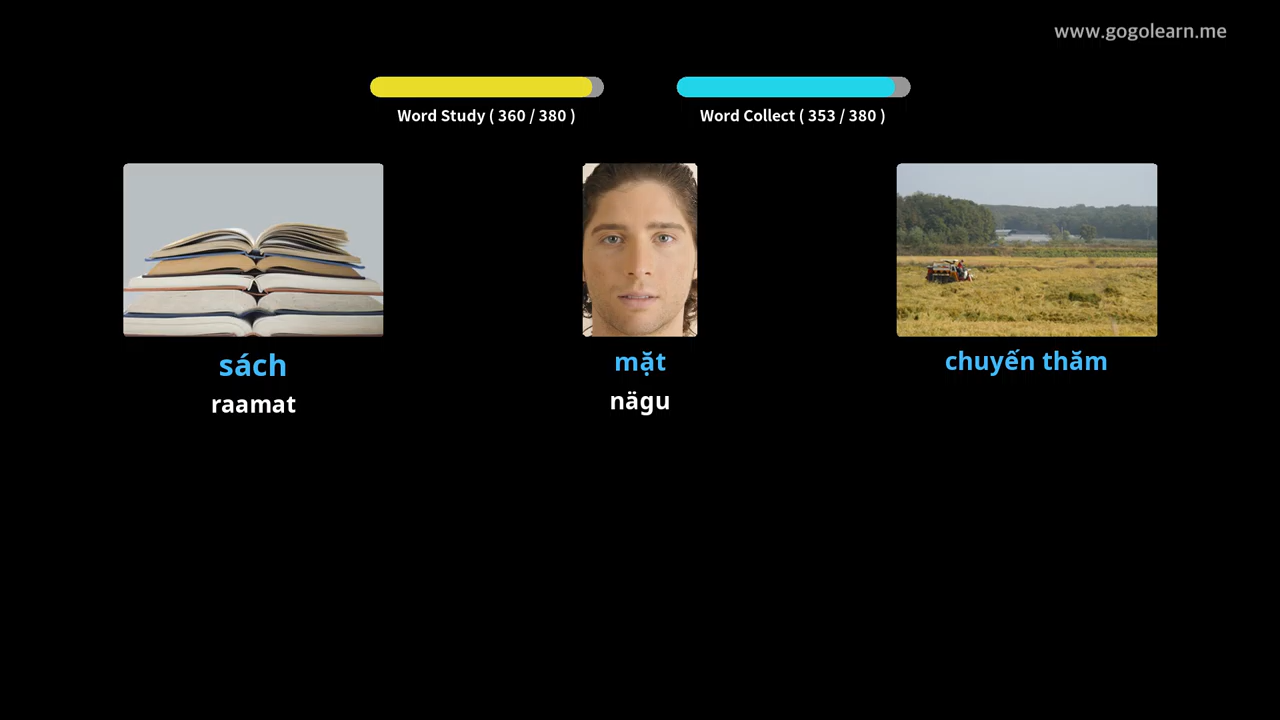 www.gogolearn.me
Word Study ( 360 / 380 )
Word Collect ( 353 / 380 )
sách
raamat
mặt
nägu
chuyến thăm